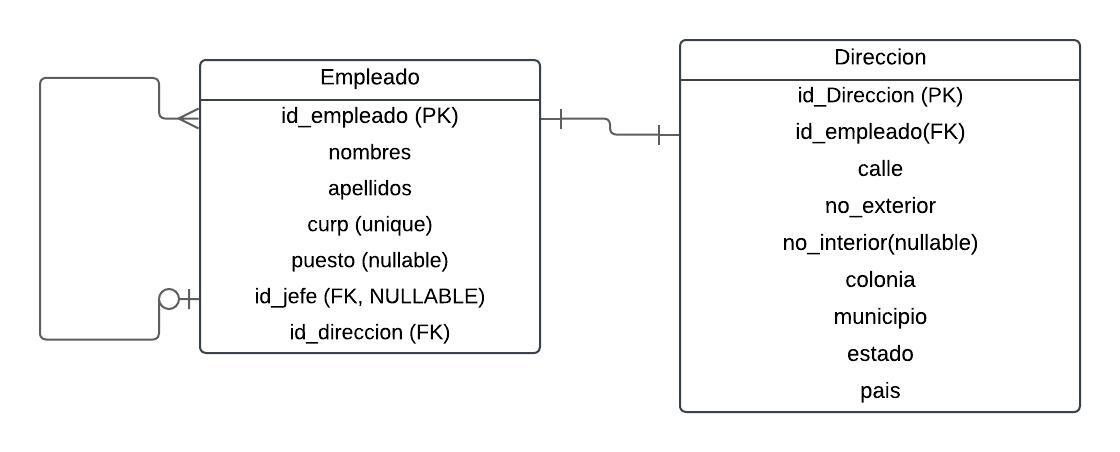 Empleado
id_empleado (PK)
nombres
apellidos
curp (unique)
puesto (nullable)
id_jefe (FK, NULLABLE)
id_direccion (FK)
Direccion
id_Direccion (PK)
id_empleado(FK)
calle
no_exterior
no_interior(nullable)
colonia
municipio
estado
pais